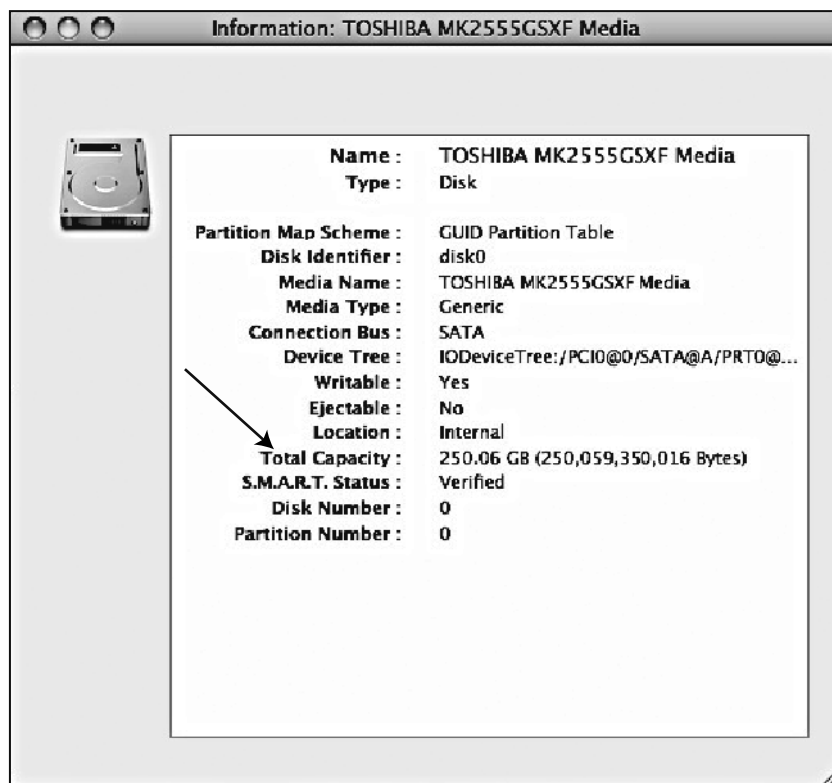 Information: TOSHIBA MK2555GSXF Media
Name : TOSHIBA MK2555GSXF Media
Type : Disk
Partition Map Scheme : GUID Partition Table
Disk Identifier : disk0
Media Name : TOSHIBA MK2555GSXF Media
Media Type : Generic
Connection Bus : SATA
Device Tree : IODeviceTree:/PCI0@0/SATA@A/PRT0@...
Writable : Yes
Ejectable : No
Location : Internal
Total Capacity : 250.06 GB (250,059,350,016 Bytes)
S.M.A.R.T. Status : Verified
Disk Number : 0
Partition Number : 0